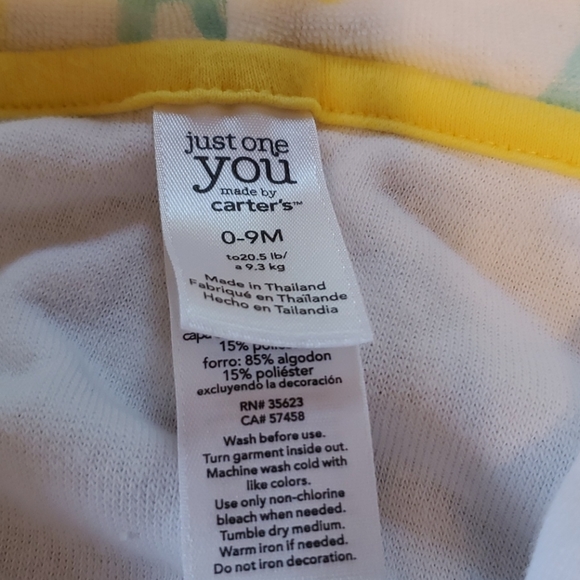 just one
you
made by
carter's™
0-9M
to20.5 lb/
a 9.3 kg
Made in Thailand
Fabriqué en Thaïlande
Hecho en Tailandia
15%
forro: 85% algodon
15% poliéster
excluyendo la decoración
RN# 35623
CA# 57458
Wash before use.
Turn garment inside out.
Machine wash cold with
like colors.
Use only non-chlorine
bleach when needed.
Tumble dry medium.
Warm iron if needed.
Do not iron decoration.